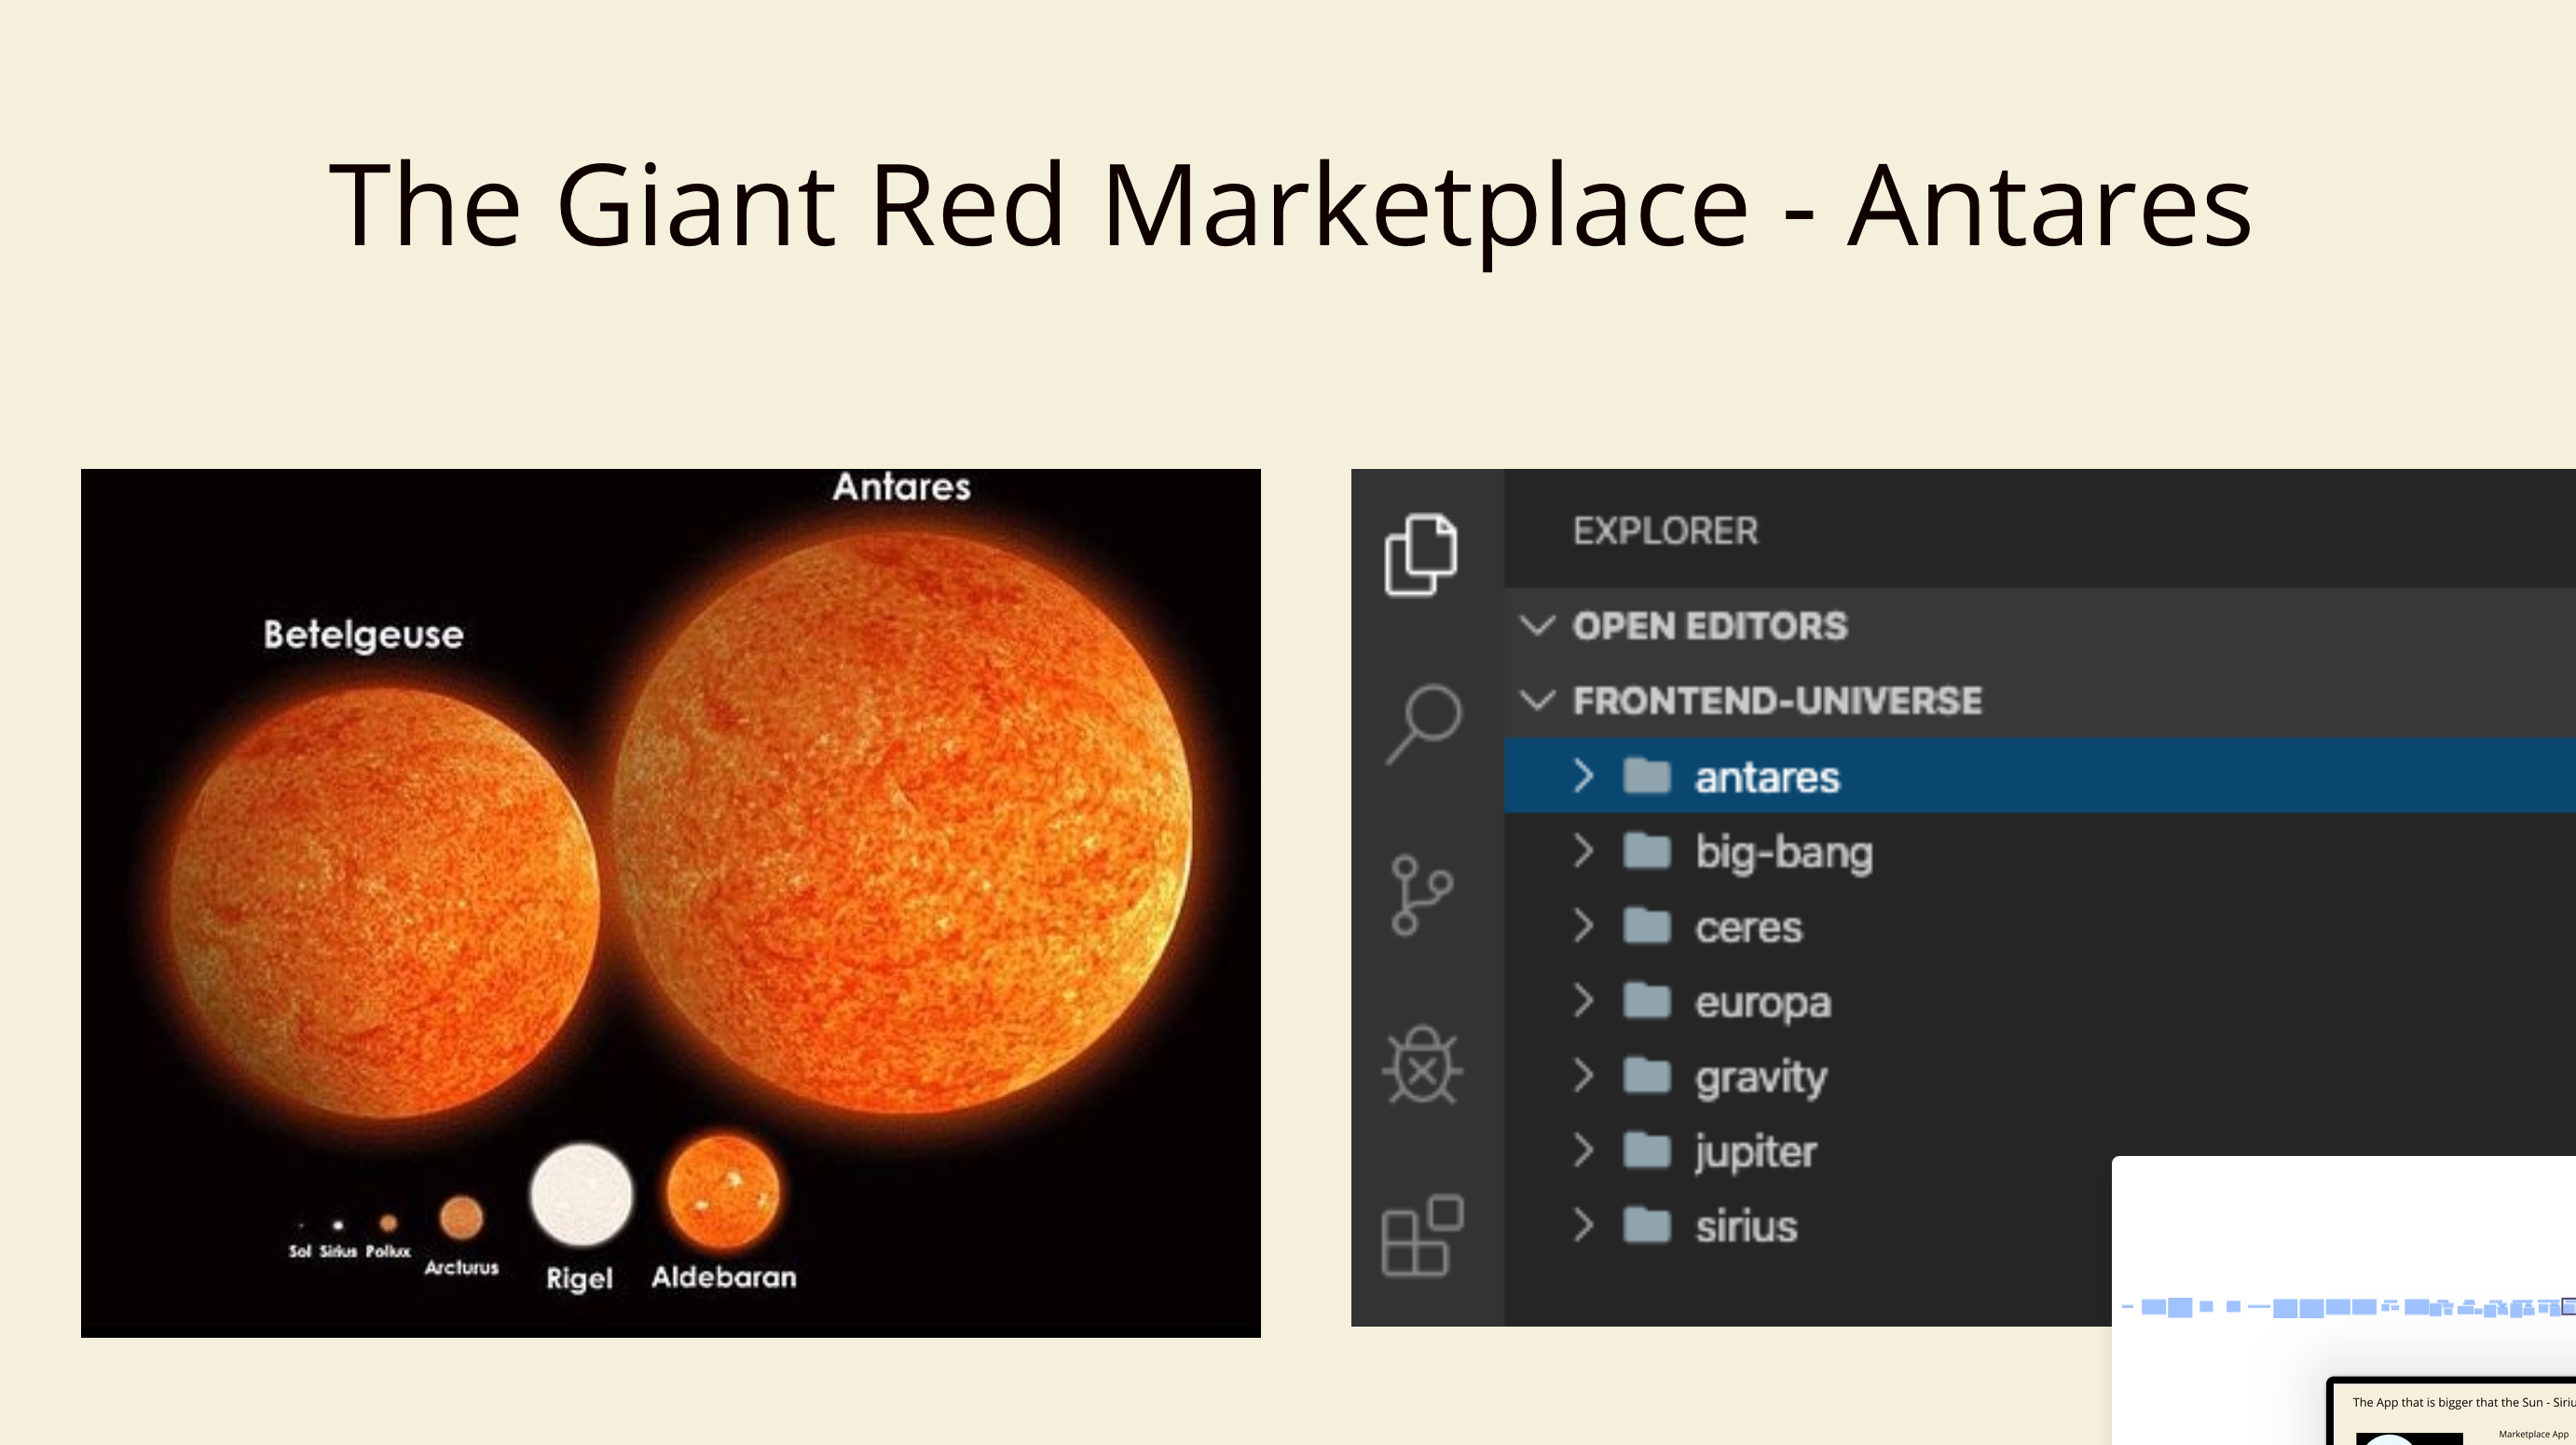 The Giant Red Marketplace - Antares
Antares
Betelgeuse
Sol Sirius Pollux
Arcturus
Rigel
Aldebaran
EXPLORER
OPEN EDITORS
FRONTEND-UNIVERSE
antares
big-bang
ceres
europa
gravity
jupiter
sirius
The App that is bigger that the Sun - Siriu
Marketplace App